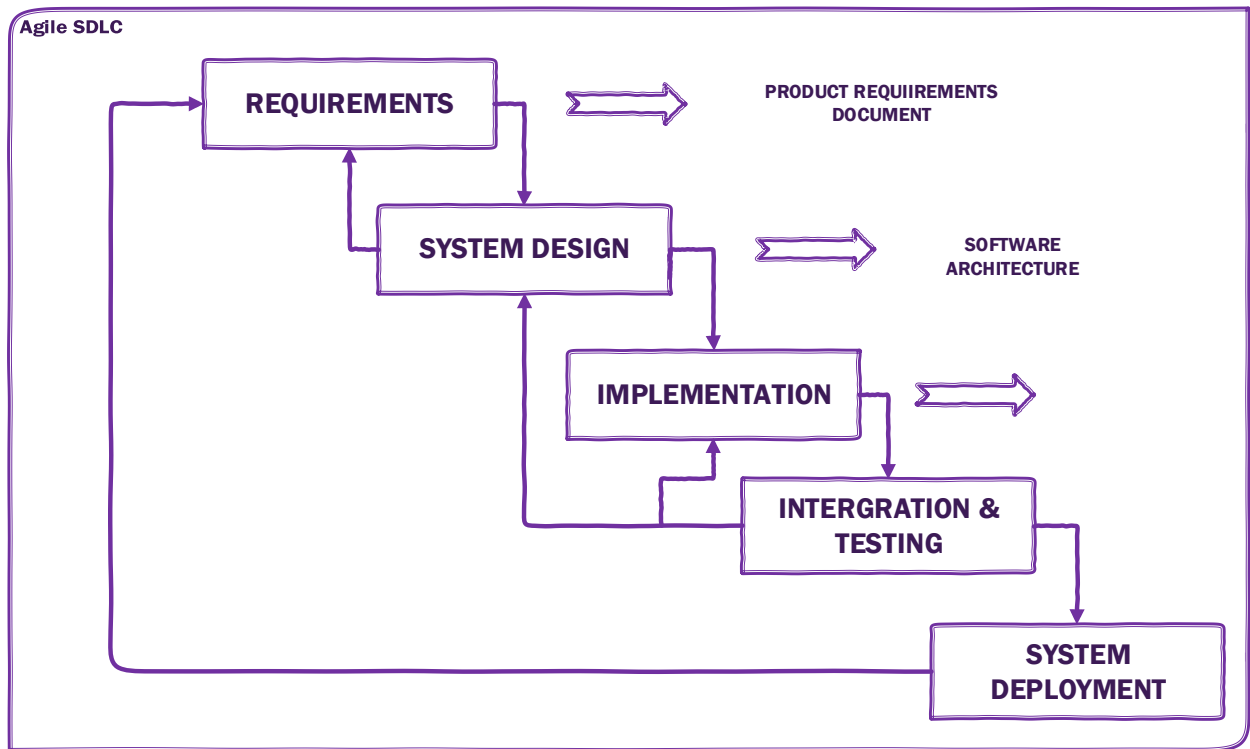 Agile SDLC
REQUIREMENTS
PRODUCT REQUIIREMENTS
DOCUMENT
SYSTEM DESIGN
SOFTWARE
ARCHITECTURE
IMPLEMENTATION
INTERGRATION &
TESTING
SYSTEM
DEPLOYMENT